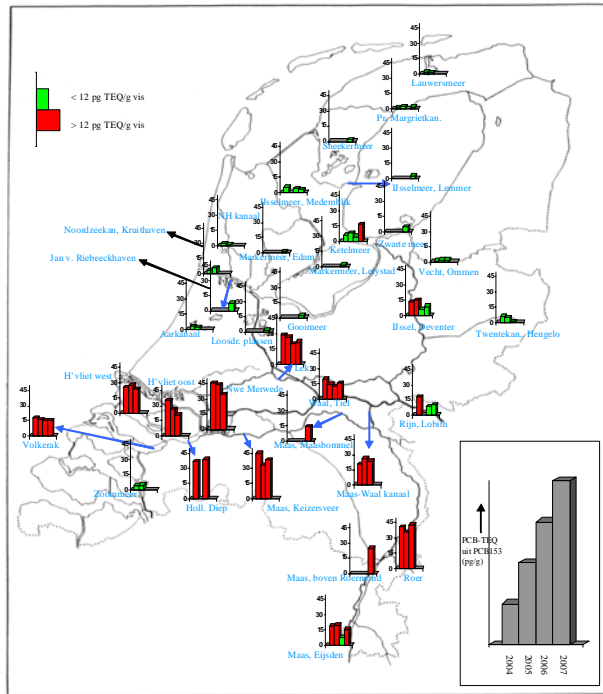 < 12 pg TEQ/g vis
> 12 pg TEQ/g vis
Lauwersmeer
Pr. Margrietkan.
Sneekermeer
IJsselmeer, Lemmer
IJsselmeer, Medemblik
NH kanaal
Noordzeekan, Kruithaven
Jan v. Riebeeckhaven
Markermeer, Edam
Ketelmeer
Zwarte meer
Markermeer, Lelystad
Vecht, Ommen
Aarkanaal
Loosdr. plassen
Gooimeer
IJssel, Deventer
Twentekan., Hengelo
Lek
H'vliet west
H'vliet oost
Nwe Merwede
Waal, Tiel
Rijn, Lobith
Volkerak
Maas, Maasbommel
Zoommeer
Holl. Diep
Maas, Keizersveer
Maas-Waal kanaal
Maas, boven Roermond
Roer
Maas, Eijsden
PCB-TEQ
uit PCB153
(pg/g)
2004
2005
2006
2007